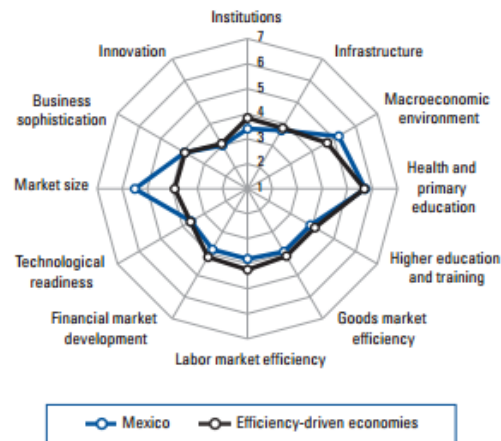 Institutions
Innovation
Infrastructure
Business
sophistication
Macroeconomic
environment
Market size
Health and
primary
education
Technological
readiness
Higher education
and training
Financial market
development
Goods market
efficiency
Labor market efficiency
7
6
5
4
3
2
1
Mexico
Efficiency-driven economies